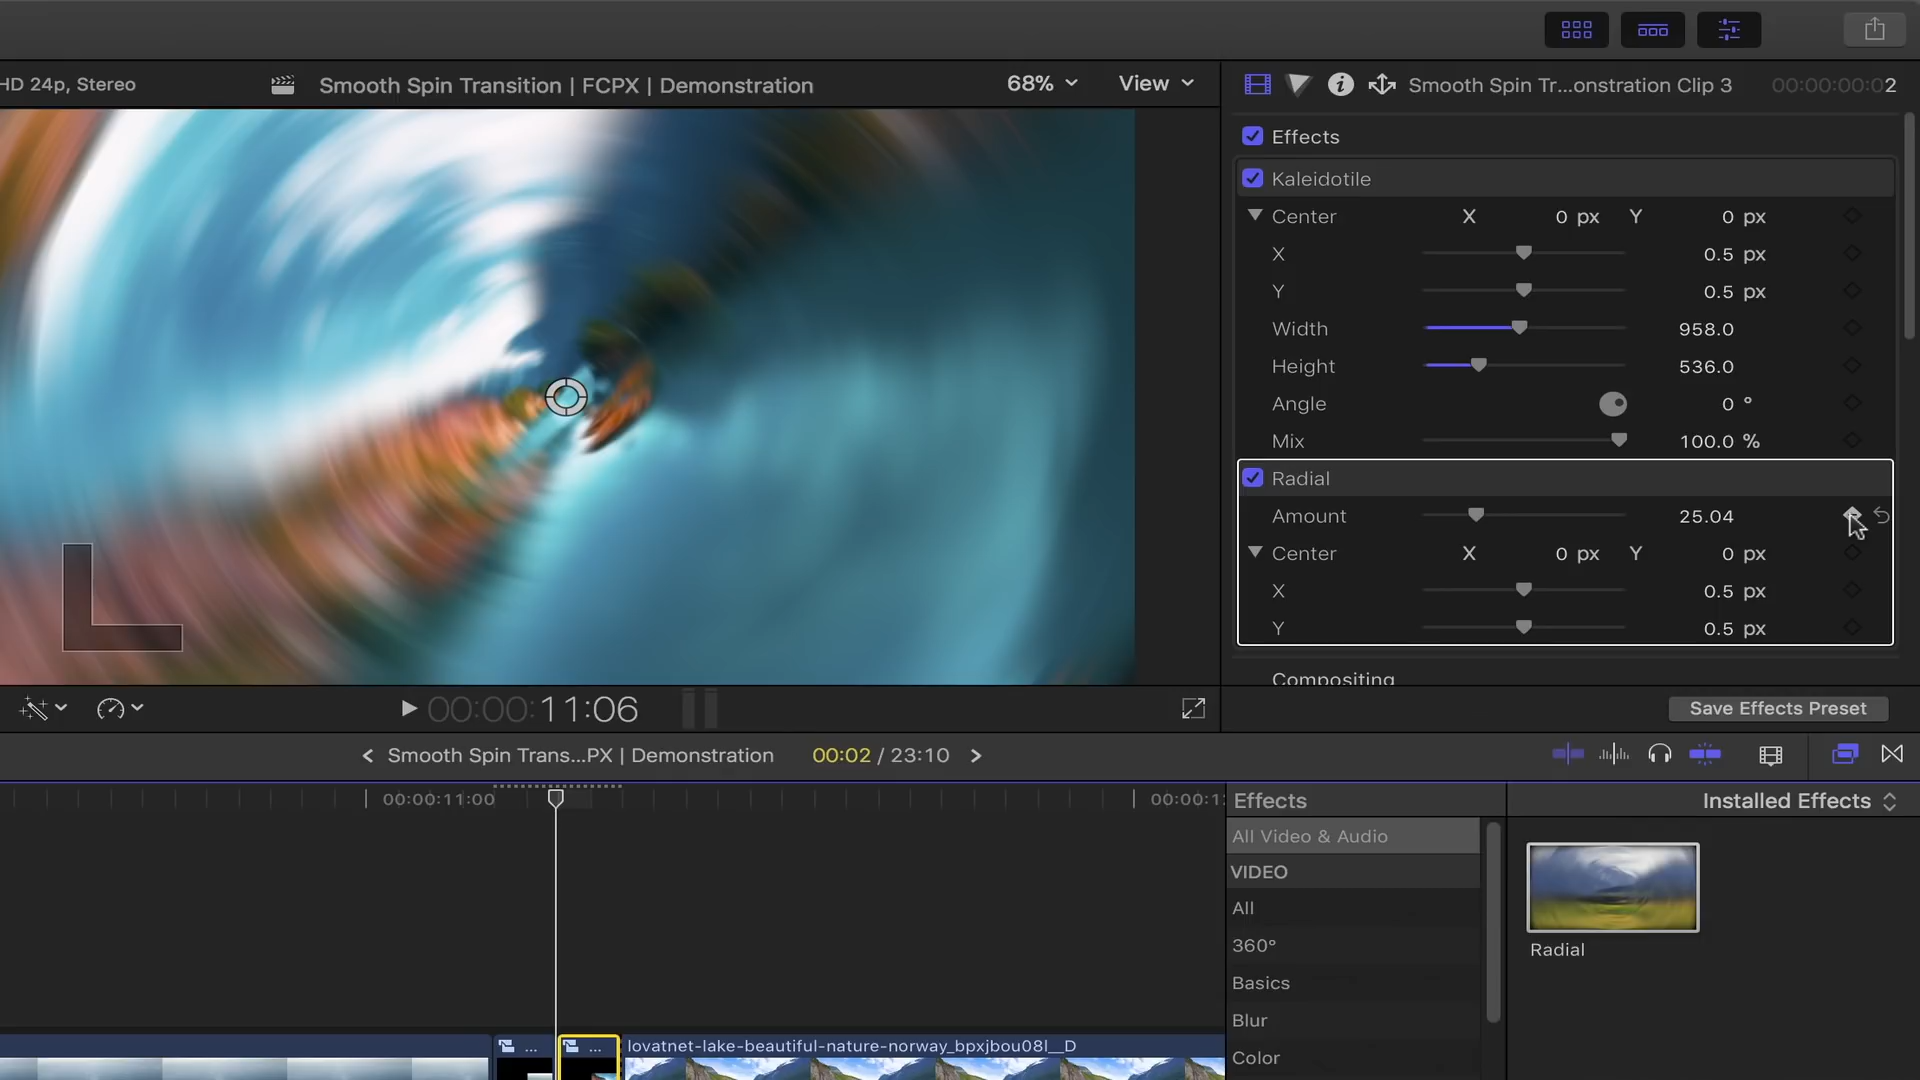 HD 24p, Stereo
Smooth Spin Transition | FCPX | Demonstration
68%
View
Smooth Spin Tr...onstration Clip 3
00:00:00:02
Effects
Kaleidotile
Center X 0 px Y 0 px
X 0.5 px
Y 0.5 px
Width 958.0
Height 536.0
Angle 0 °
Mix 100.0 %
Radial
Amount 25.04
Center X 0 px Y 0 px
X 0.5 px
Y 0.5 px
Compositing
00:00:11:06
Save Effects Preset
Smooth Spin Trans...PX | Demonstration
00:02 / 23:10
00:00:11:00
00:00:1
Effects
Installed Effects
All Video & Audio
VIDEO
All
360°
Basics
Blur
Color
Radial
...
...
lovatnet-lake-beautiful-nature-norway_bpxjbou08l__D